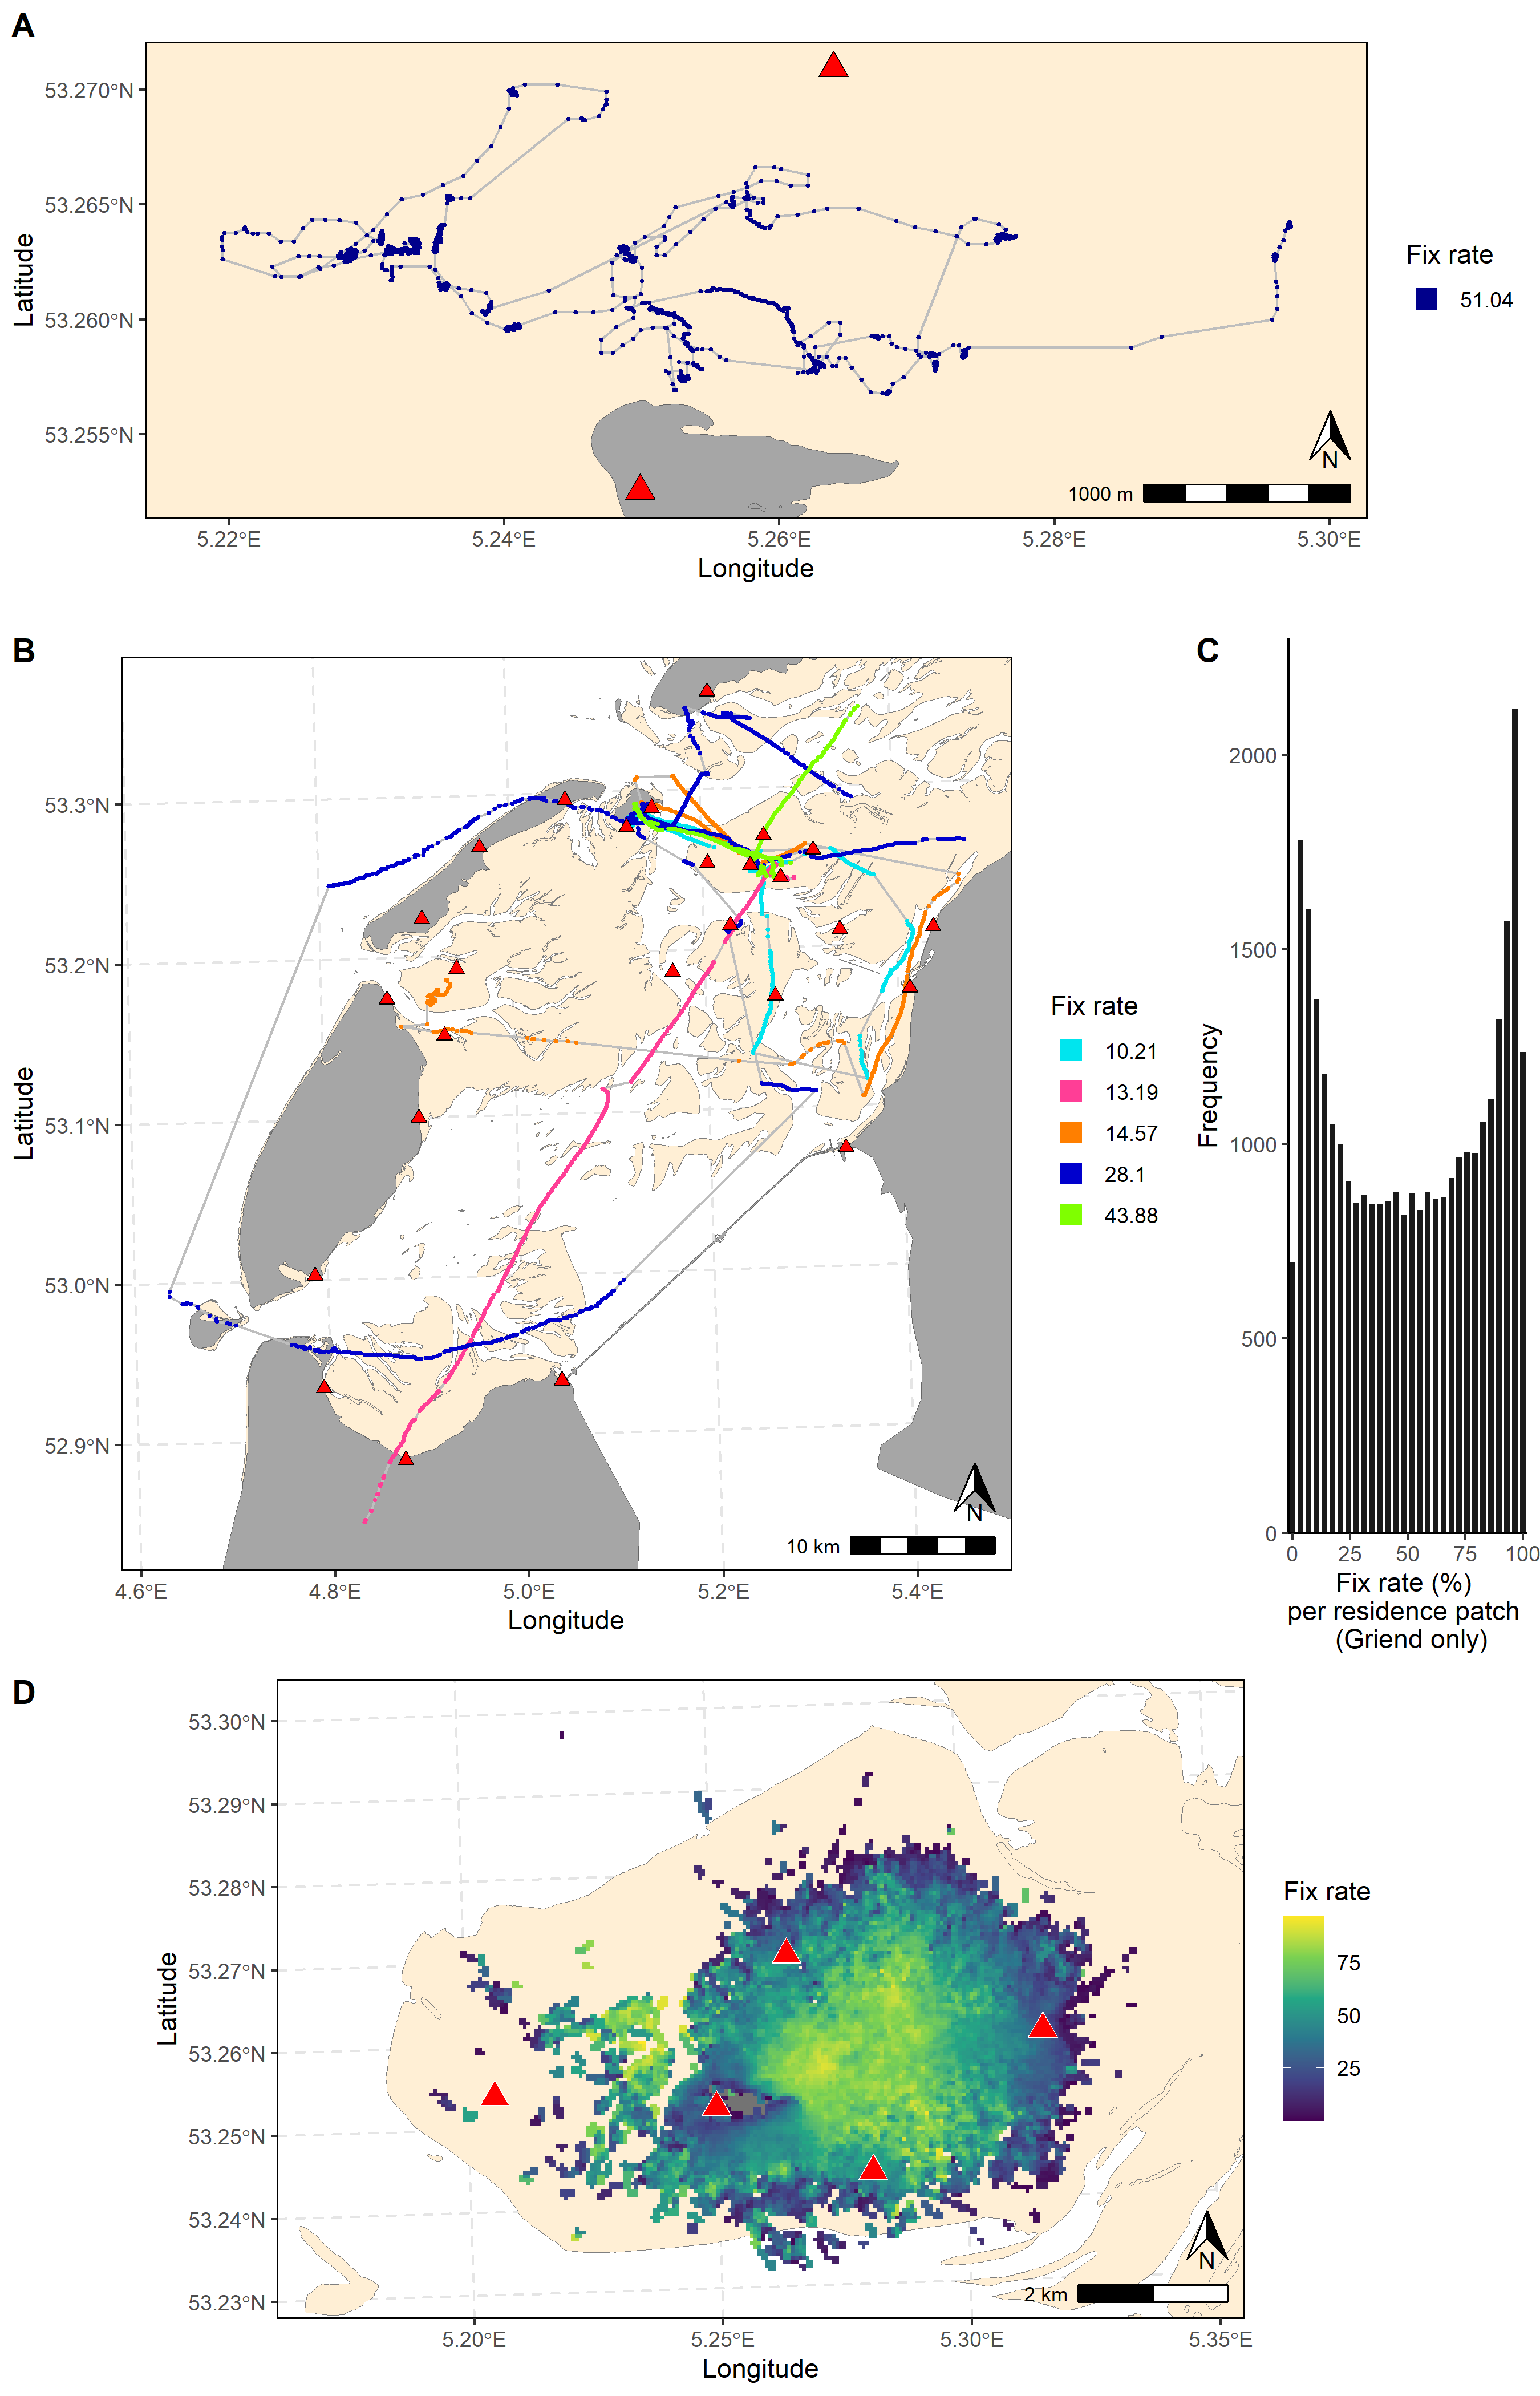 A
53.270°N
53.265°N
53.260°N
53.255°N
Latitude
5.22°E
5.24°E
5.26°E
5.28°E
5.30°E
Longitude
1000 m
N
Fix rate
51.04
B
53.3°N
53.2°N
53.1°N
53.0°N
52.9°N
Latitude
4.6°E
4.8°E
5.0°E
5.2°E
5.4°E
Longitude
10 km
N
Fix rate
10.21
13.19
14.57
28.1
43.88
C
2000
1500
1000
500
0
Frequency
0
25
50
75
100
Fix rate (%)
per residence patch
(Griend only)
D
53.30°N
53.29°N
53.28°N
53.27°N
53.26°N
53.25°N
53.24°N
53.23°N
Latitude
5.20°E
5.25°E
5.30°E
5.35°E
Longitude
2 km
N
Fix rate
75
50
25